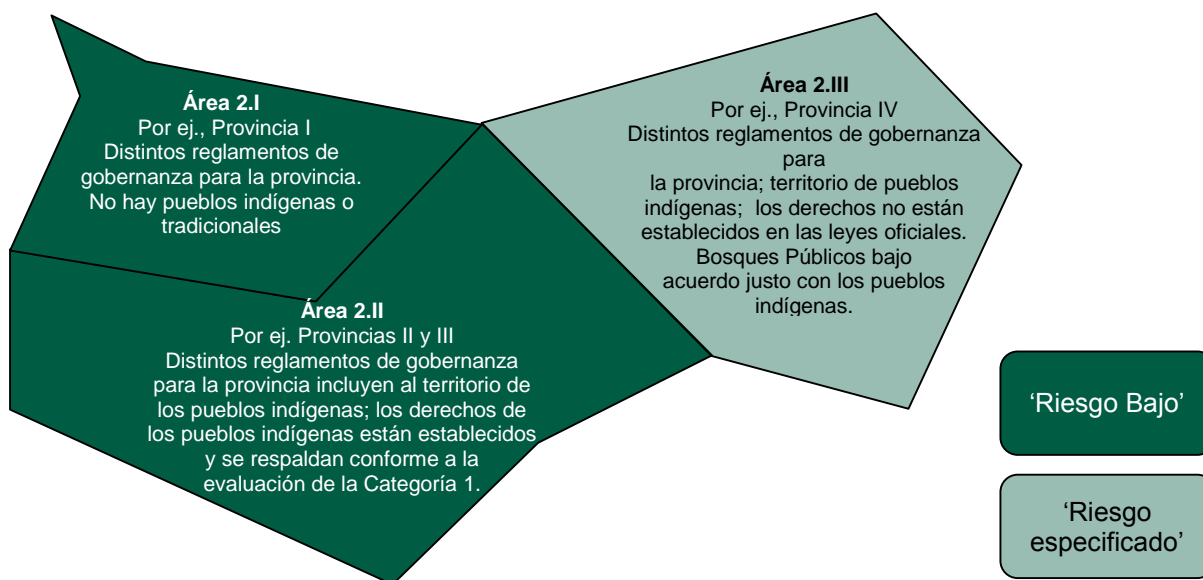 Área 2.I
Por ej., Provincia I
Distintos reglamentos de
gobernanza para la provincia.
No hay pueblos indígenas o
tradicionales
Área 2.II
Por ej. Provincias II y III
Distintos reglamentos de gobernanza
para la provincia incluyen al territorio de
los pueblos indígenas; los derechos de
los pueblos indígenas están establecidos
y se respaldan conforme a la
evaluación de la Categoría 1.
Área 2.III
Por ej., Provincia IV
Distintos reglamentos de gobernanza
para
la provincia; territorio de pueblos
indígenas; los derechos no están
establecidos en las leyes oficiales.
Bosques Públicos bajo
acuerdo justo con los pueblos
indígenas.
‘Riesgo Bajo’
‘Riesgo
especificado’